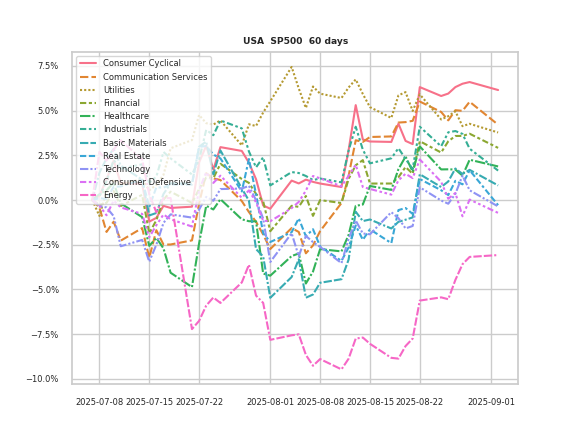 USA SP500 60 days
7.5%
5.0%
2.5%
0.0%
−2.5%
−5.0%
−7.5%
−10.0%
Consumer Cyclical
Communication Services
Utilities
Financial
Healthcare
Industrials
Basic Materials
Real Estate
Technology
Consumer Defensive
Energy
2025-07-08 2025-07-15 2025-07-22 2025-08-01 2025-08-08 2025-08-15 2025-08-22 2025-09-01